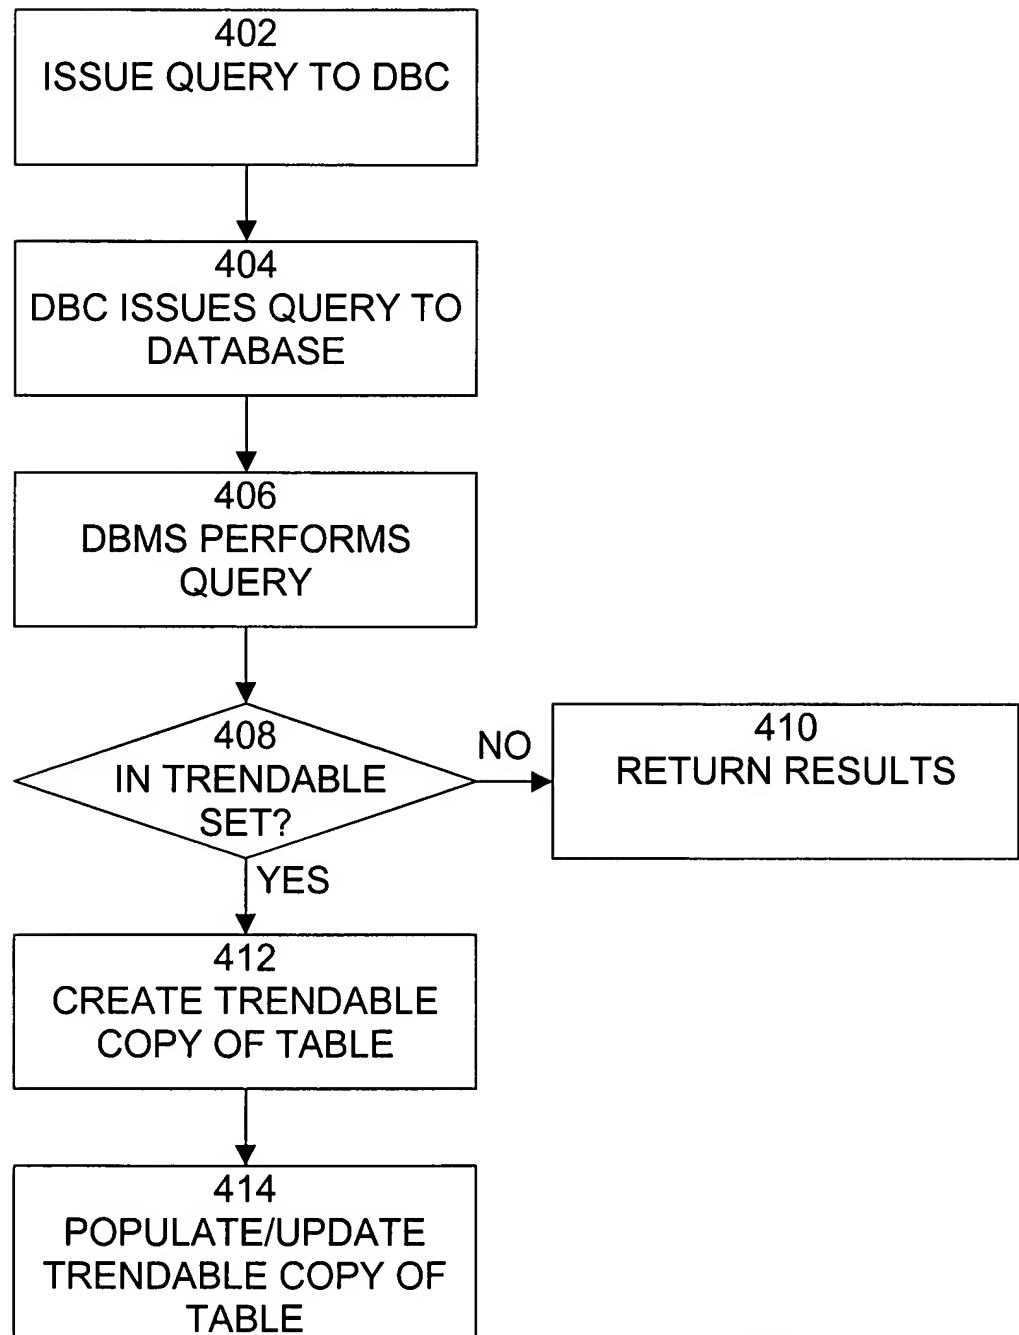 402
ISSUE QUERY TO DBC
404
DBC ISSUES QUERY TO
DATABASE
406
DBMS PERFORMS
QUERY
408
IN TRENDABLE
SET?
NO
410
RETURN RESULTS
YES
412
CREATE TRENDABLE
COPY OF TABLE
414
POPULATE/UPDATE
TRENDABLE COPY OF
TABLE